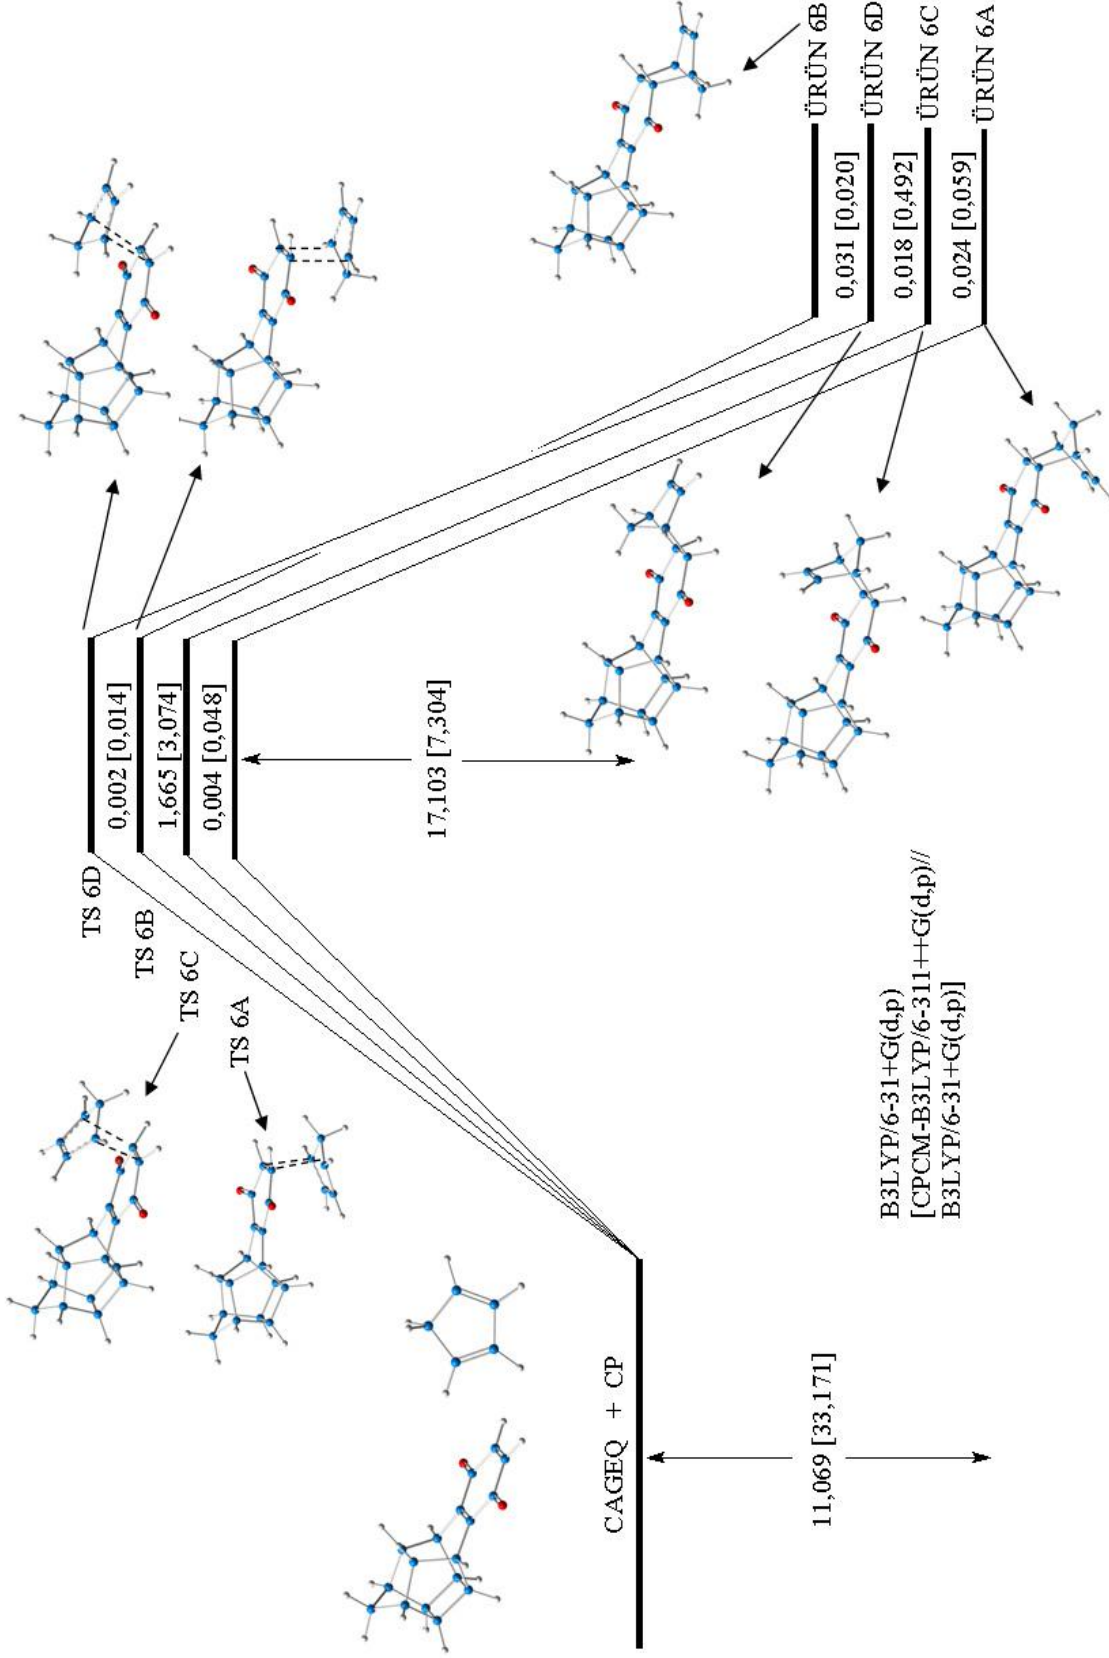 TS 6D
0,002 [0,014]
TS 6B
1,665 [3,074]
TS 6C
0,004 [0,048]
TS 6A
17,103 [7,304]
CAGEQ + CP
11,069 [33,171]
B3LYP/6-31+G(d,p)
[CPCM-B3LYP/6-311++G(d,p)//
B3LYP/6-31+G(d,p)]
ÜRÜN 6B
0,031 [0,020]
ÜRÜN 6D
0,018 [0,492]
ÜRÜN 6C
0,024 [0,059]
ÜRÜN 6A